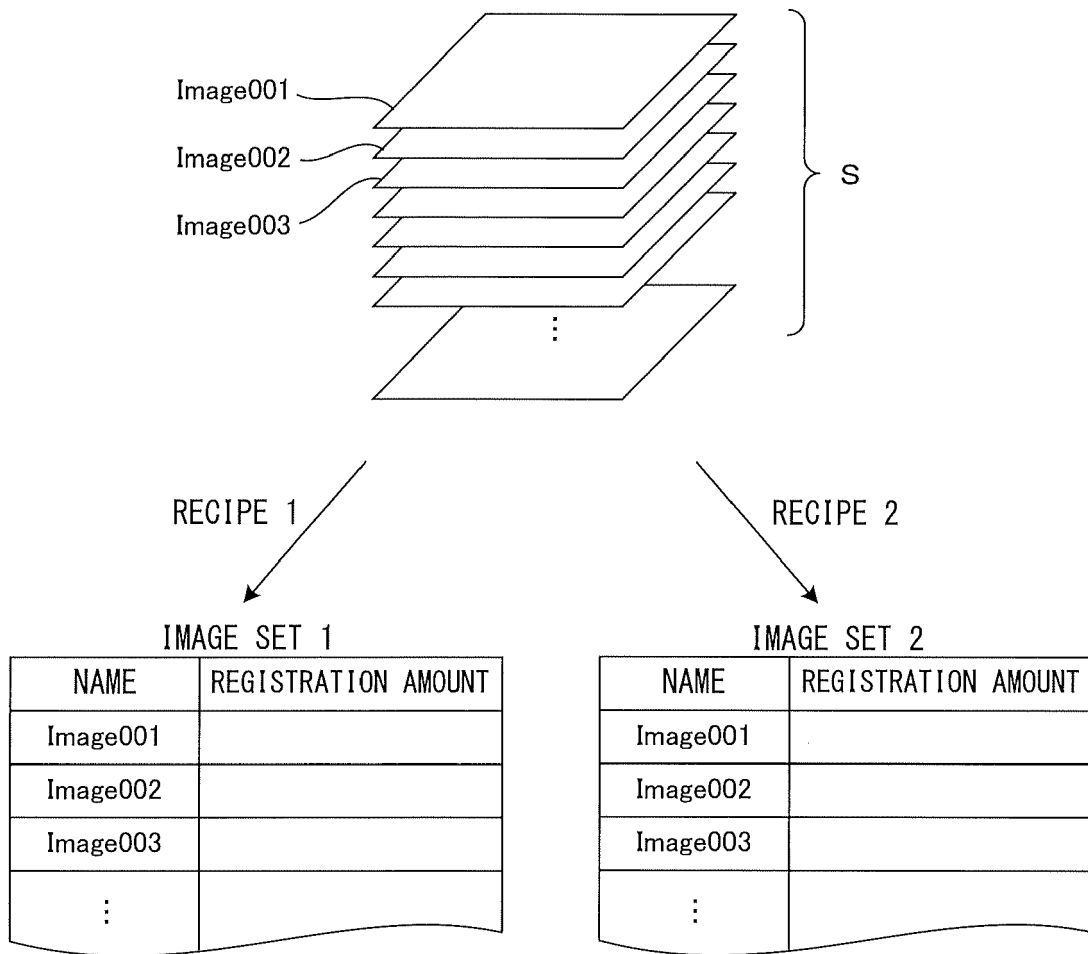 Image001
Image002
Image003
S
⋮
RECIPE 1
RECIPE 2
IMAGE SET 1
NAME REGISTRATION AMOUNT
Image001
Image002
Image003
⋮
IMAGE SET 2
NAME REGISTRATION AMOUNT
Image001
Image002
Image003
⋮